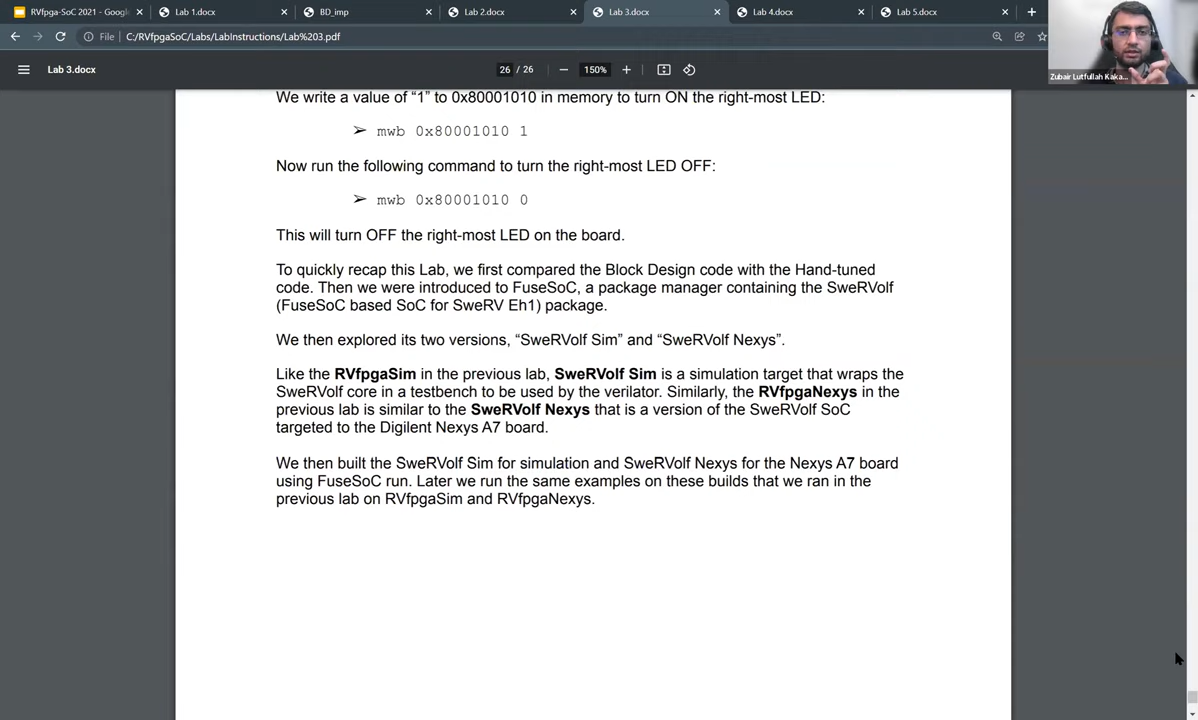 RVfpga-SoC 2021 - Google
Lab 1.docx
BD_imp
Lab 2.docx
Lab 3.docx
Lab 4.docx
Lab 5.docx
File
C:/RVfpgaSoC/Labs/LabInstructions/Lab%203.pdf
Lab 3.docx
26 / 26
150%
Zubair Lutfullah Kaka...
We write a value of “1” to 0x80001010 in memory to turn ON the right-most LED:
➢ mwb 0x80001010 1
Now run the following command to turn the right-most LED OFF:
➢ mwb 0x80001010 0
This will turn OFF the right-most LED on the board.
To quickly recap this Lab, we first compared the Block Design code with the Hand-tuned
code. Then we were introduced to FuseSoC, a package manager containing the SweRVolf
(FuseSoC based SoC for SweRV Eh1) package.
We then explored its two versions, “SweRVolf Sim” and “SweRVolf Nexys”.
Like the RVfpgaSim in the previous lab, SweRVolf Sim is a simulation target that wraps the
SweRVolf core in a testbench to be used by the verilator. Similarly, the RVfpgaNexys in the
previous lab is similar to the SweRVolf Nexys that is a version of the SweRVolf SoC
targeted to the Digilent Nexys A7 board.
We then built the SweRVolf Sim for simulation and SweRVolf Nexys for the Nexys A7 board
using FuseSoC run. Later we run the same examples on these builds that we ran in the
previous lab on RVfpgaSim and RVfpgaNexys.